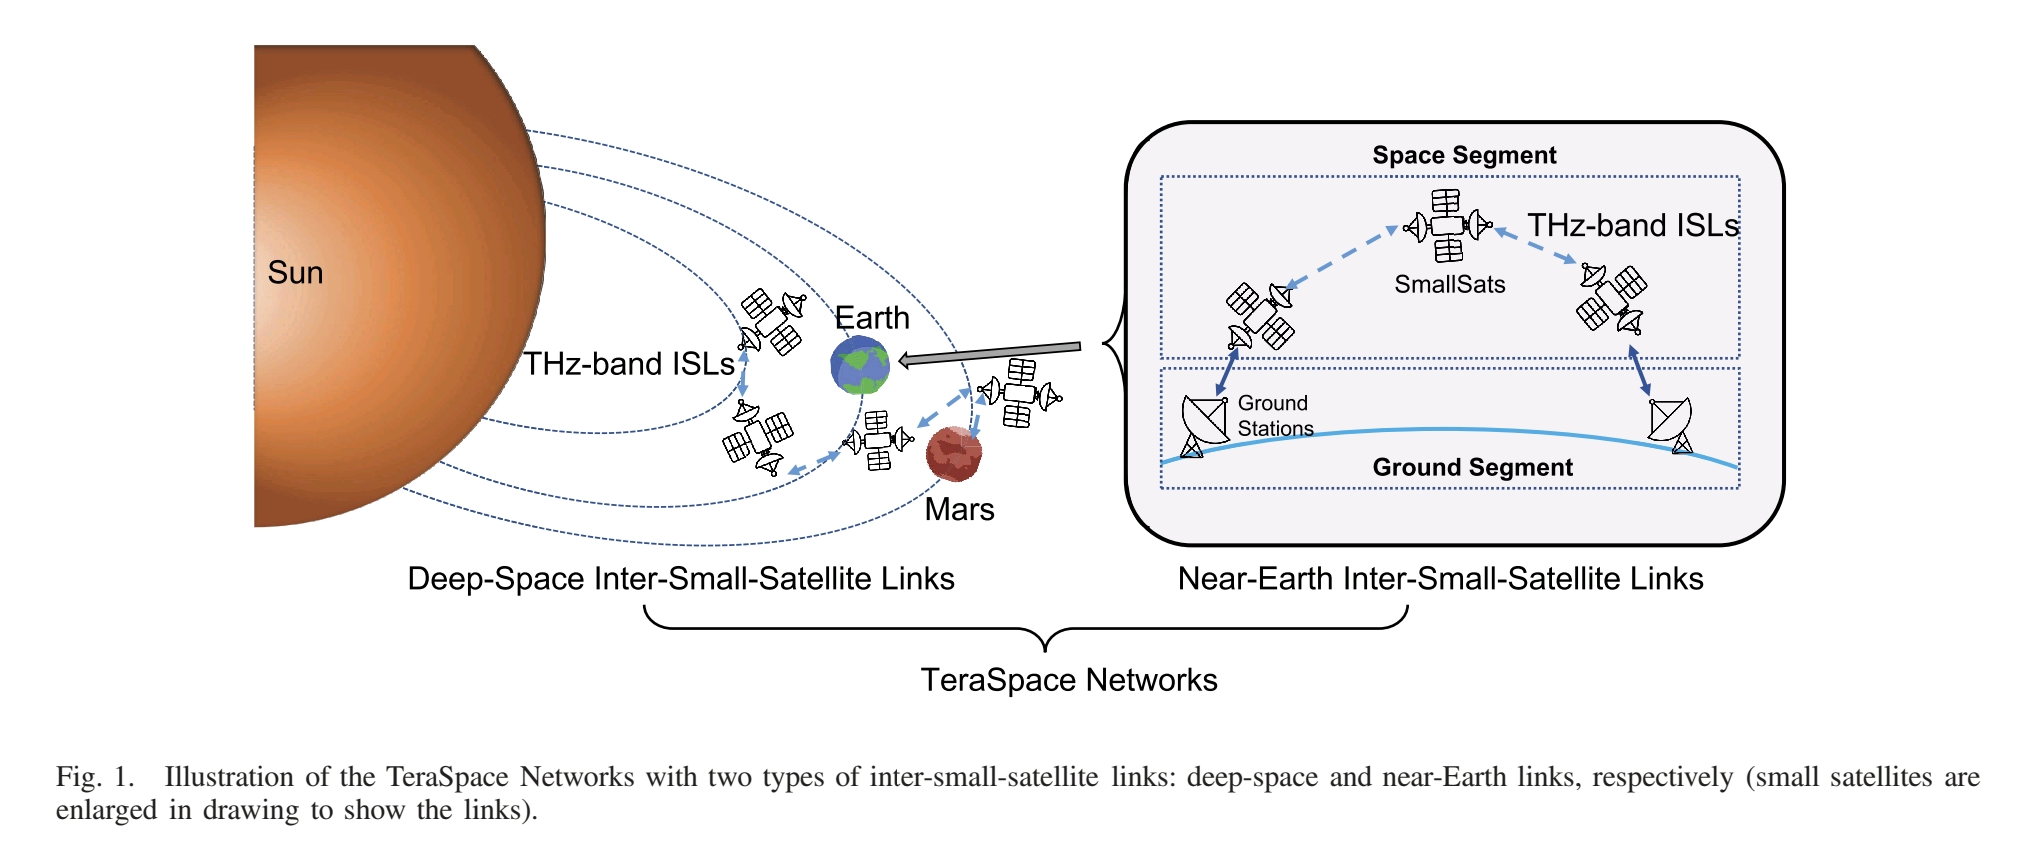 Sun
THz-band ISLs
Earth
Mars
Deep-Space Inter-Small-Satellite Links
Space Segment
THz-band ISLs
SmallSats
Ground
Stations
Ground Segment
Near-Earth Inter-Small-Satellite Links
TeraSpace Networks
Fig. 1. Illustration of the TeraSpace Networks with two types of inter-small-satellite links: deep-space and near-Earth links, respectively (small satellites are
enlarged in drawing to show the links).